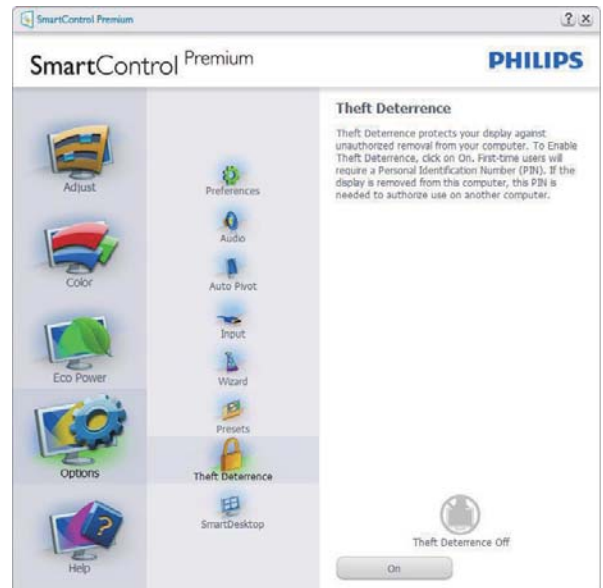 SmartControl Premium
? x
SmartControl Premium
PHILIPS
Adjust
Color
Eco Power
Options
Help
Preferences
Audio
Auto Pivot
Input
Wizard
Presets
Theft Deterrence
SmartDesktop
Theft Deterrence
Theft Deterrence protects your display against
unauthorized removal from your computer. To Enable
Theft Deterrence, click on On. First-time users will
require a Personal Identification Number (PIN). If the
display is removed from this computer, this PIN is
needed to authorize use on another computer.
Theft Deterrence Off
On